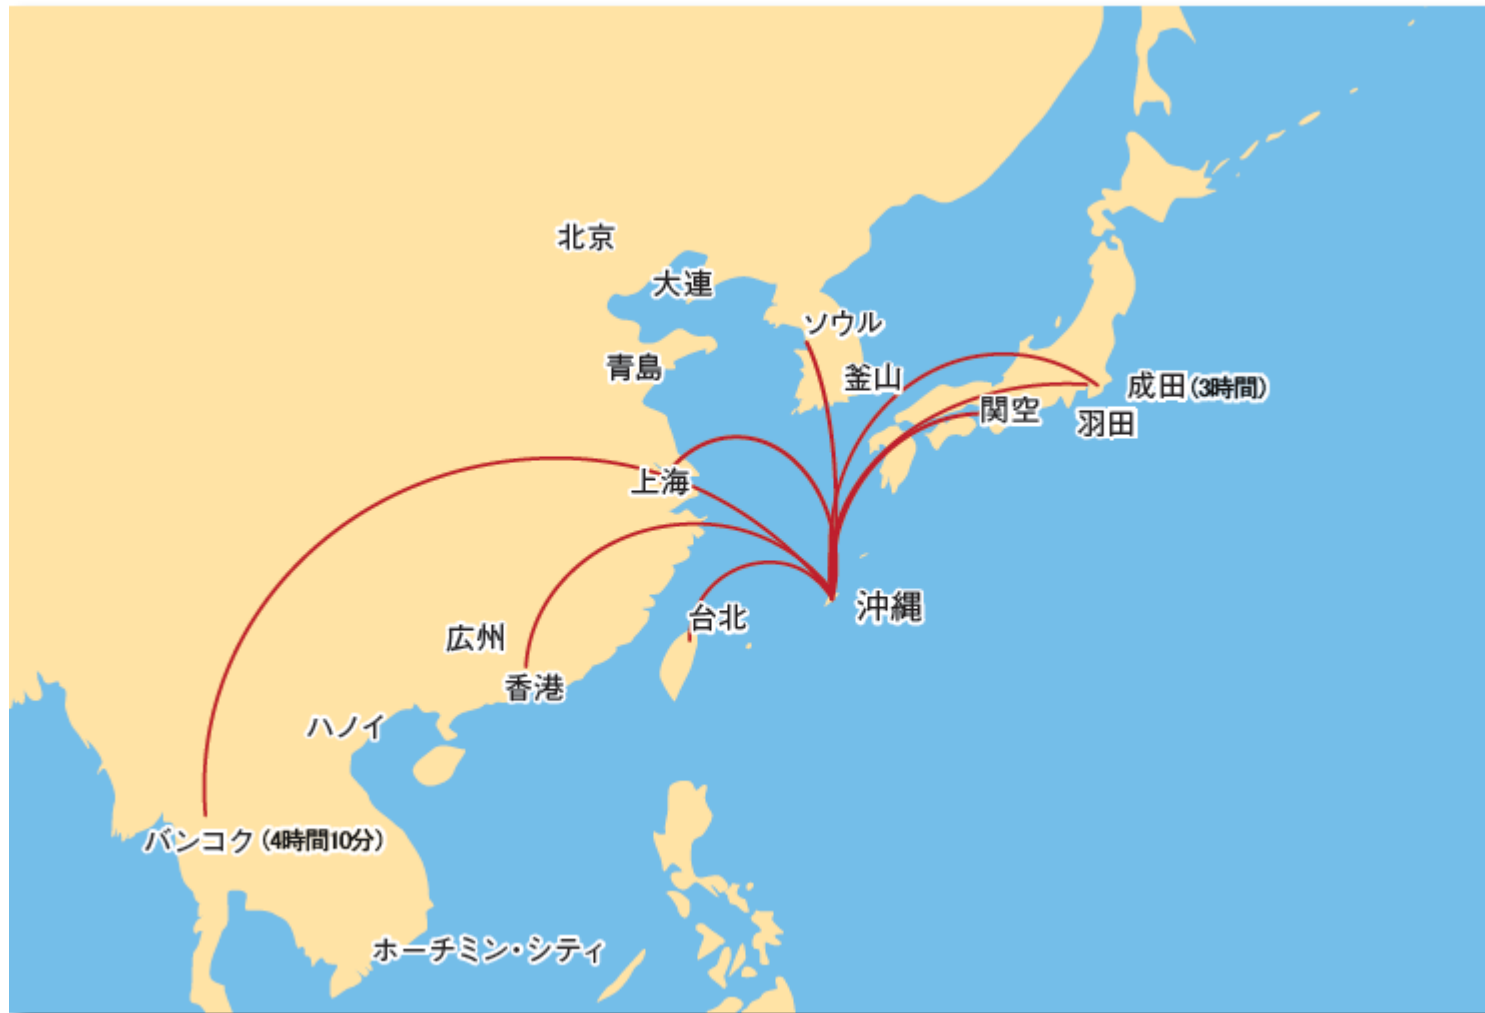 北京
大連
ソウル
青島
釜山
成田(3時間)
関空
羽田
上海
沖縄
台北
広州
香港
ハノイ
バンコク(4時間10分)
ホーチミン・シティ